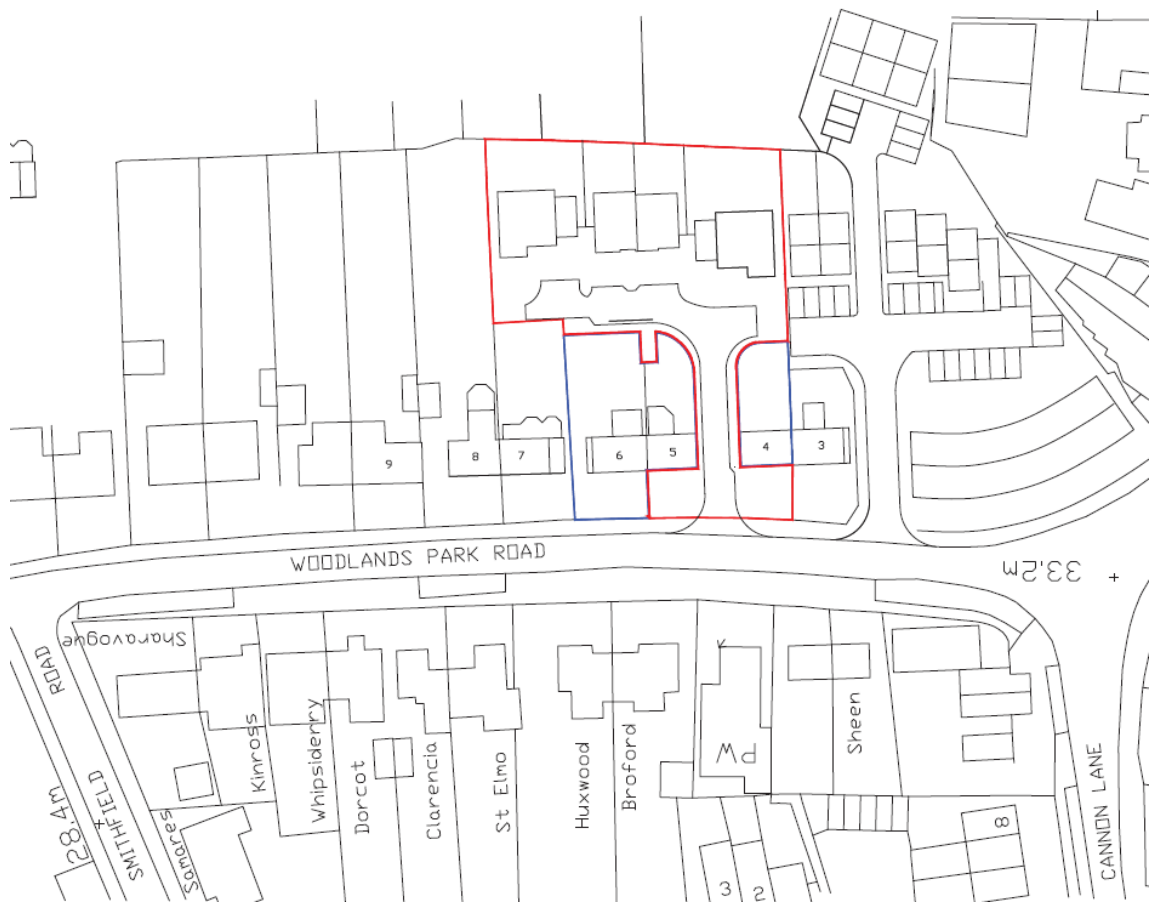 9
8
7
6
5
4
3
WOODLANDS PARK ROAD
33.2m
Sharavogue
SMITHFIELD ROAD
28.4m
Samares
Kinross
Whipsiderry
Dorcot
Clarencia
St Elmo
Huxwood
Broford
PW
Sheen
3
2
8
CANNON LANE